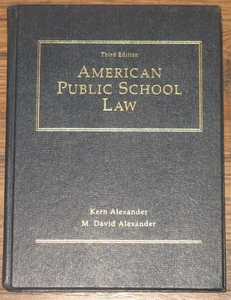 Third Edition
AMERICAN
PUBLIC SCHOOL
LAW
Kern Alexander
M. David Alexander